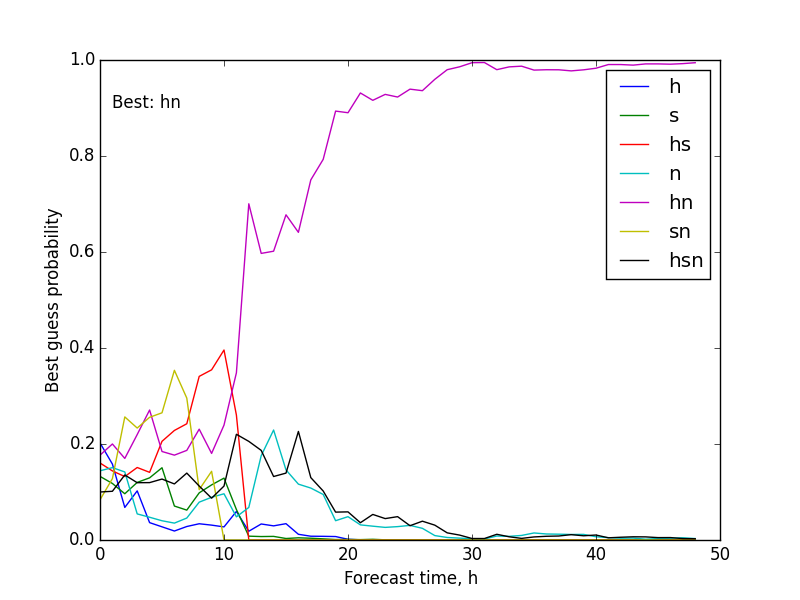 1.0
0.8
0.6
0.4
0.2
0.0
Best guess probability
Best: hn
h
s
hs
n
hn
sn
hsn
0 10 20 30 40 50
Forecast time, h